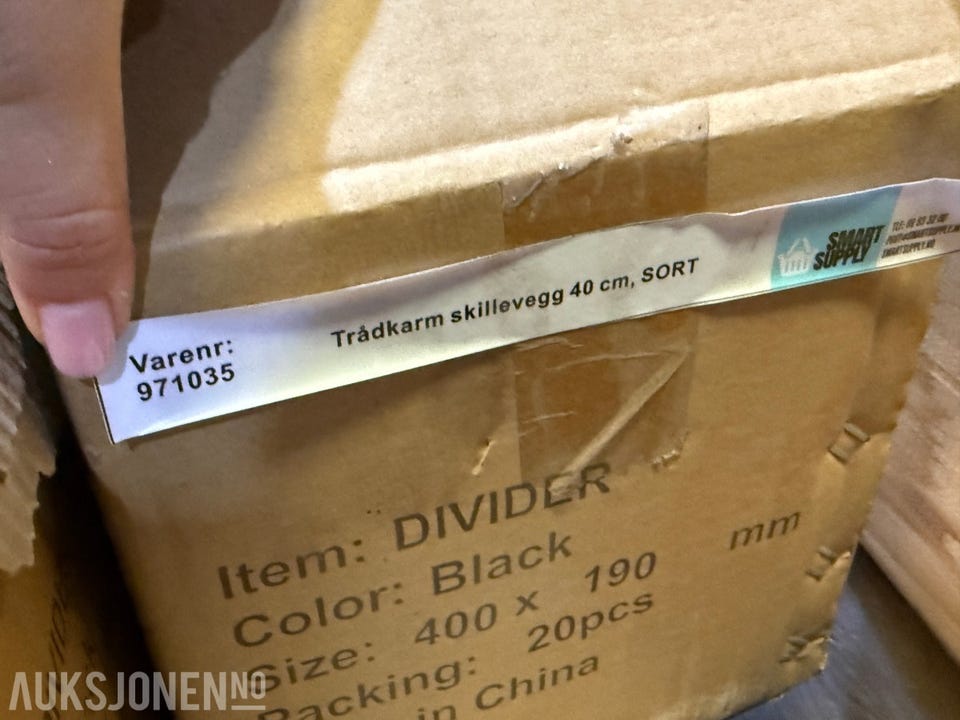 Varenr:
971035
Trådkarm skillevegg 40 cm, SORT
SMART
SUPPLY
Item: DIVIDER
Color: Black
Size: 400 x 190 mm
Packing: 20pcs
in China
AUKSJONEN.NO